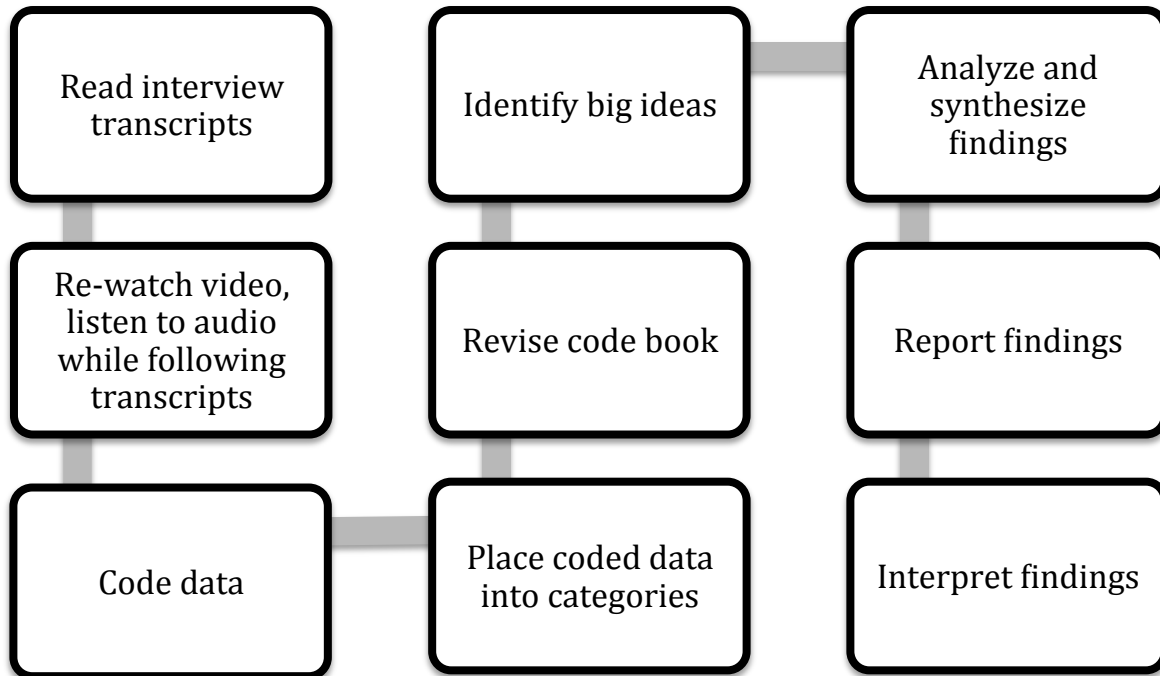 Read interview
transcripts
Re-watch video,
listen to audio
while following
transcripts
Code data
Place coded data
into categories
Revise code book
Identify big ideas
Analyze and
synthesize
findings
Report findings
Interpret findings